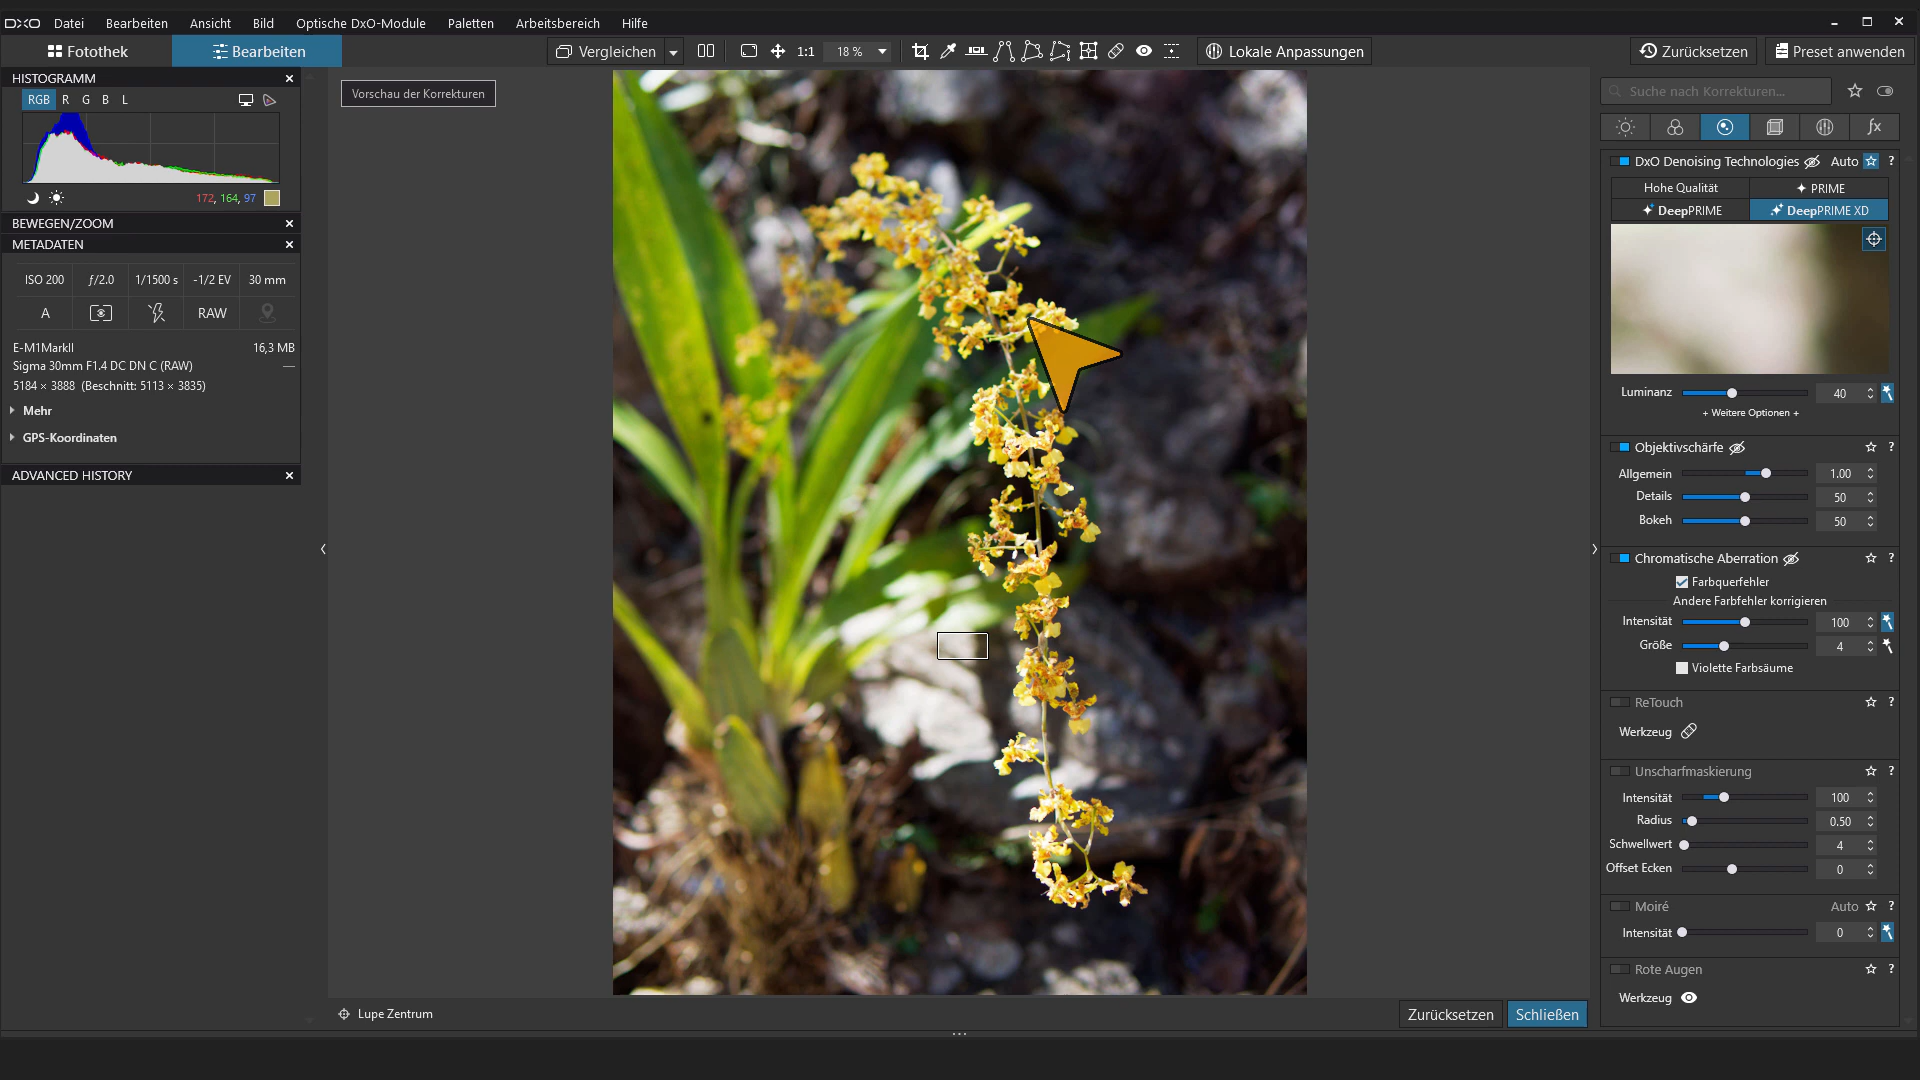 DXO Datei Bearbeiten Ansicht Bild Optische DxO-Module Paletten Arbeitsbereich Hilfe
Fotothek Bearbeiten Vergleichen 1:1 18 % Lokale Anpassungen Zurücksetzen Preset anwenden
HISTOGRAMM
RGB R G B L
172, 164, 97
BEWEGEN/ZOOM
METADATEN
ISO 200 ƒ/2.0 1/1500 s -1/2 EV 30 mm
A RAW
E-M1MarkII 16,3 MB
Sigma 30mm F1.4 DC DN C (RAW) —
5184 × 3888 (Beschnitt: 5113 × 3835)
Mehr
GPS-Koordinaten
ADVANCED HISTORY
Vorschau der Korrekturen
Lupe Zentrum
Zurücksetzen Schließen
Suche nach Korrekturen...
fx
DxO Denoising Technologies Auto ?
Hohe Qualität PRIME
DeepPRIME DeepPRIME XD
Luminanz 40
+ Weitere Optionen +
Objektivschärfe ?
Allgemein 1.00
Details 50
Bokeh 50
Chromatische Aberration ?
Farbquerfehler
Andere Farbfehler korrigieren
Intensität 100
Größe 4
Violette Farbsäume
ReTouch ?
Werkzeug
Unscharfmaskierung ?
Intensität 100
Radius 0.50
Schwellwert 4
Offset Ecken 0
Moiré Auto ?
Intensität 0
Rote Augen ?
Werkzeug